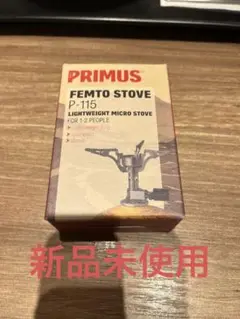 PRIMUS
FEMTO STOVE
P-115
LIGHTWEIGHT MICRO STOVE
FOR 1-2 PEOPLE
新品未使用